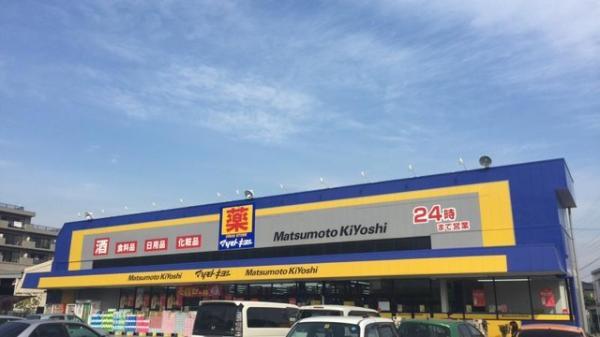 酒 食料品 日用品 化粧品
薬
DRUG STORE
マツモトキヨシ
Matsumoto KiYoshi
24時
まで営業
Matsumoto KiYoshi マツモトキヨシ Matsumoto KiYoshi